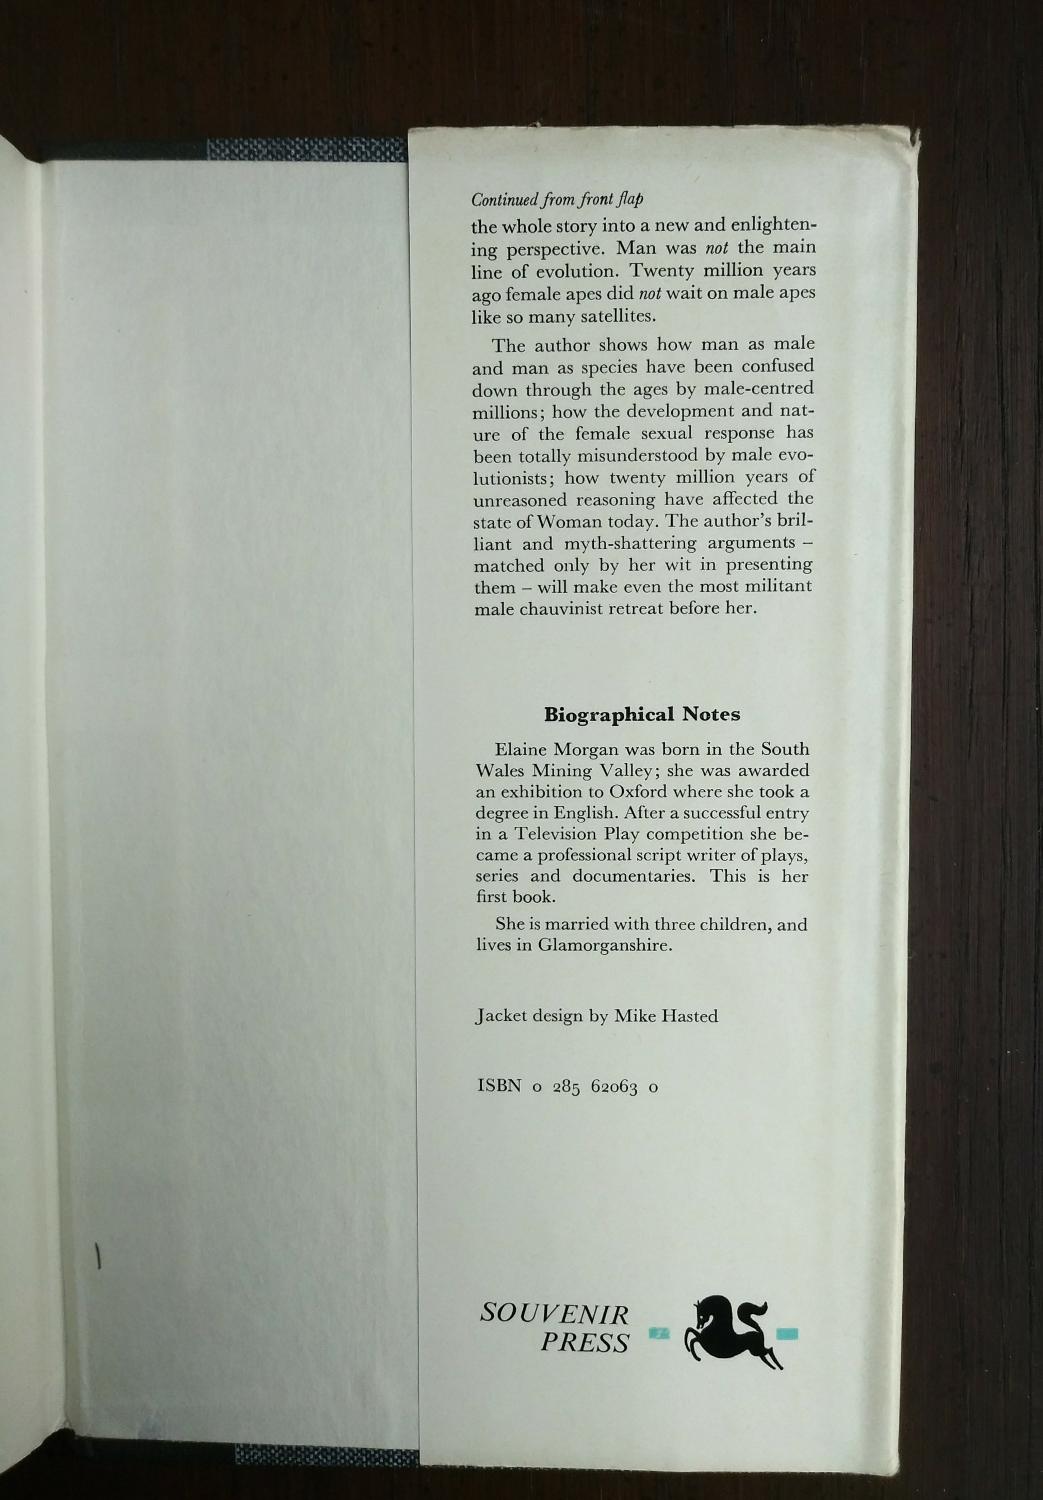 Continued from front flap
the whole story into a new and enlighten-
ing perspective. Man was not the main
line of evolution. Twenty million years
ago female apes did not wait on male apes
like so many satellites.
The author shows how man as male
and man as species have been confused
down through the ages by male-centred
millions; how the development and nat-
ure of the female sexual response has
been totally misunderstood by male evo-
lutionists; how twenty million years of
unreasoned reasoning have affected the
state of Woman today. The author's bril-
liant and myth-shattering arguments –
matched only by her wit in presenting
them – will make even the most militant
male chauvinist retreat before her.
Biographical Notes
Elaine Morgan was born in the South
Wales Mining Valley; she was awarded
an exhibition to Oxford where she took a
degree in English. After a successful entry
in a Television Play competition she be-
came a professional script writer of plays,
series and documentaries. This is her
first book.
She is married with three children, and
lives in Glamorganshire.
Jacket design by Mike Hasted
ISBN 0 285 62063 0
SOUVENIR
PRESS